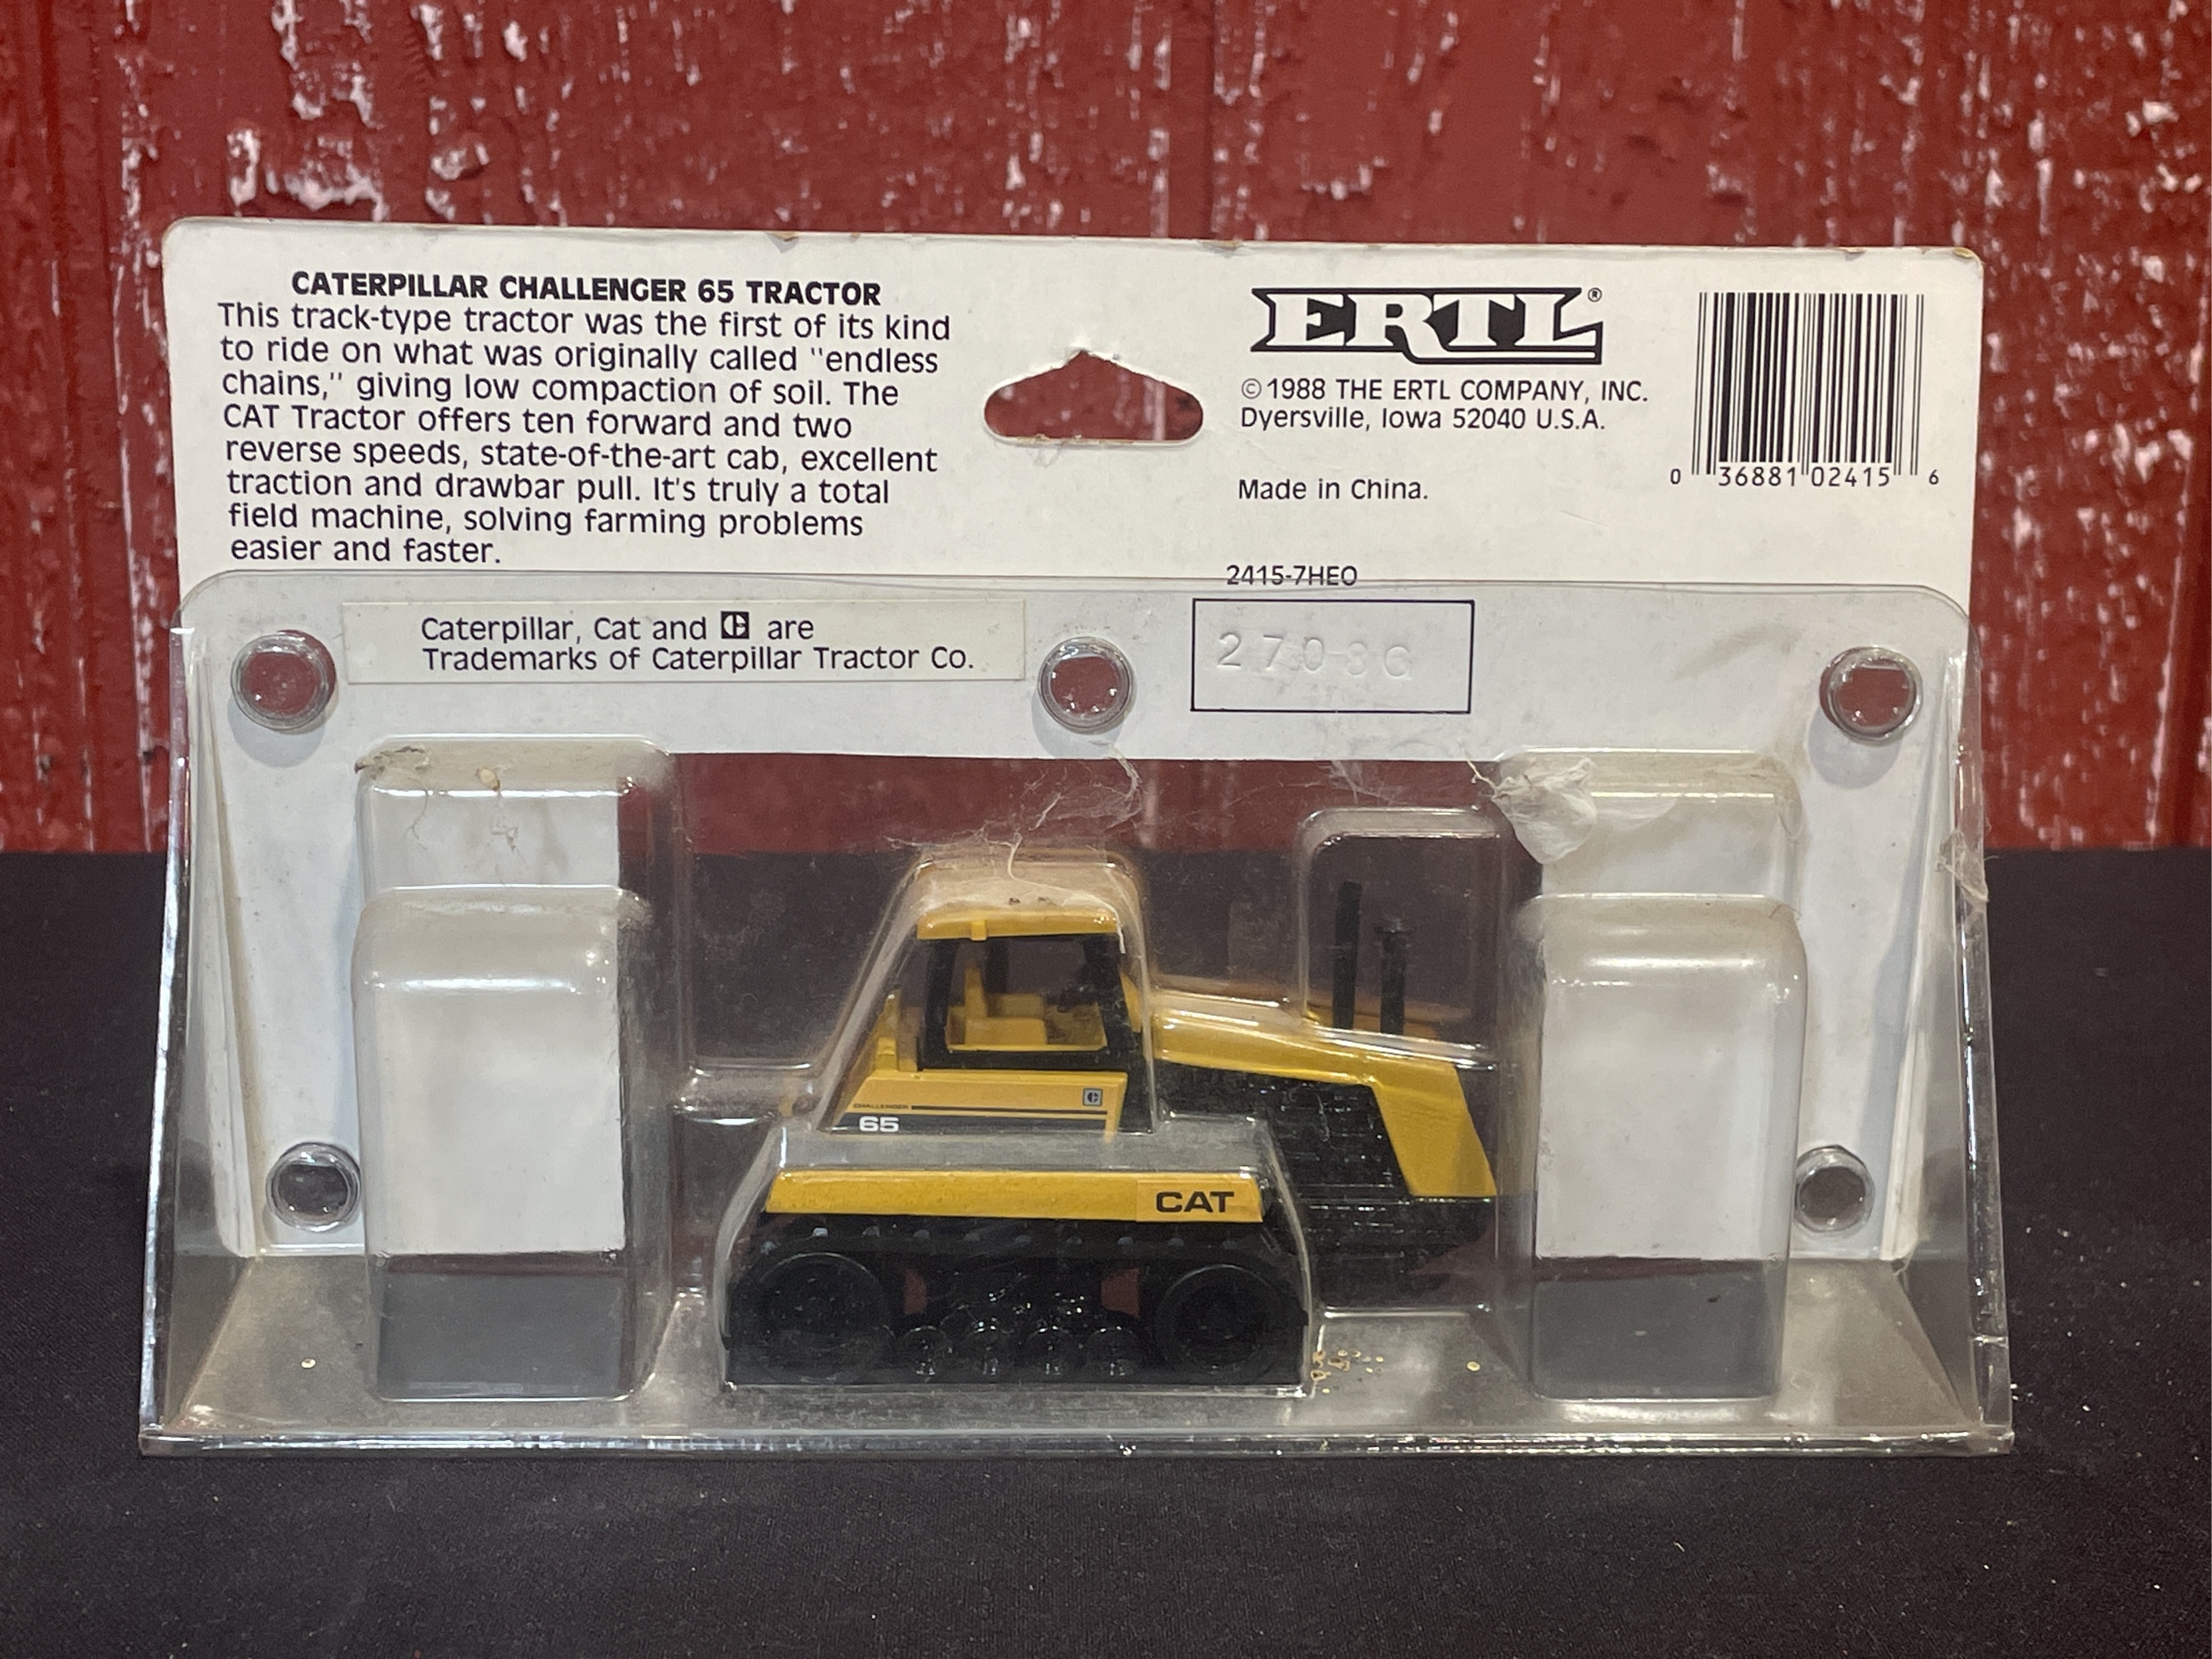 CATERPILLAR CHALLENGER 65 TRACTOR
This track-type tractor was the first of its kind
to ride on what was originally called "endless
chains," giving low compaction of soil. The
CAT Tractor offers ten forward and two
reverse speeds, state-of-the-art cab, excellent
traction and drawbar pull. It's truly a total
field machine, solving farming problems
easier and faster.
ERTL®
©1988 THE ERTL COMPANY, INC.
Dyersville, Iowa 52040 U.S.A.
Made in China.
2415-7HEO
0 36881 02415 6
Caterpillar, Cat and C are
Trademarks of Caterpillar Tractor Co.
CHALLENGER
65
C
CAT